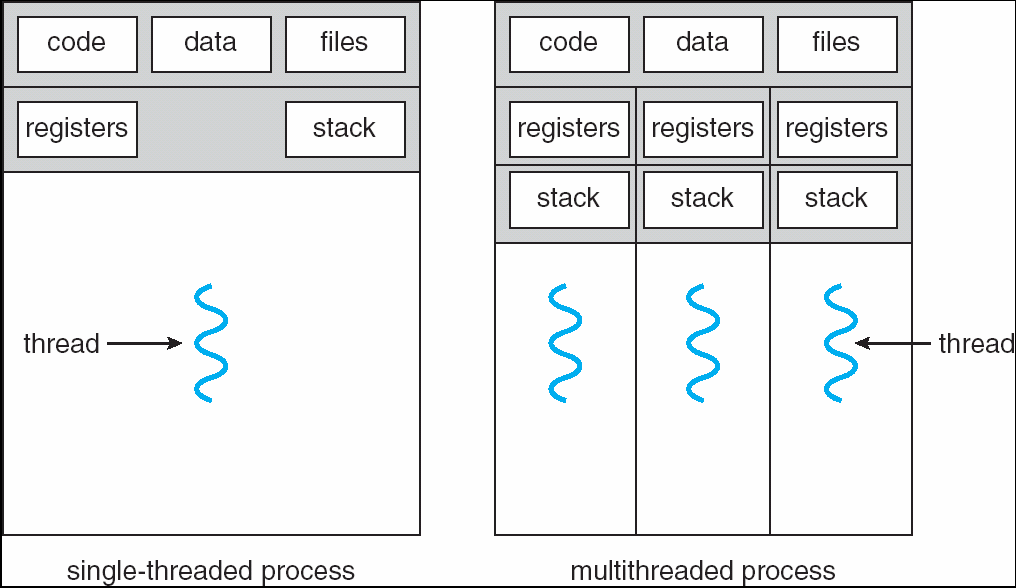 code data files
registers stack
thread
single-threaded process
code data files
registers registers registers
stack stack stack
thread
multithreaded process